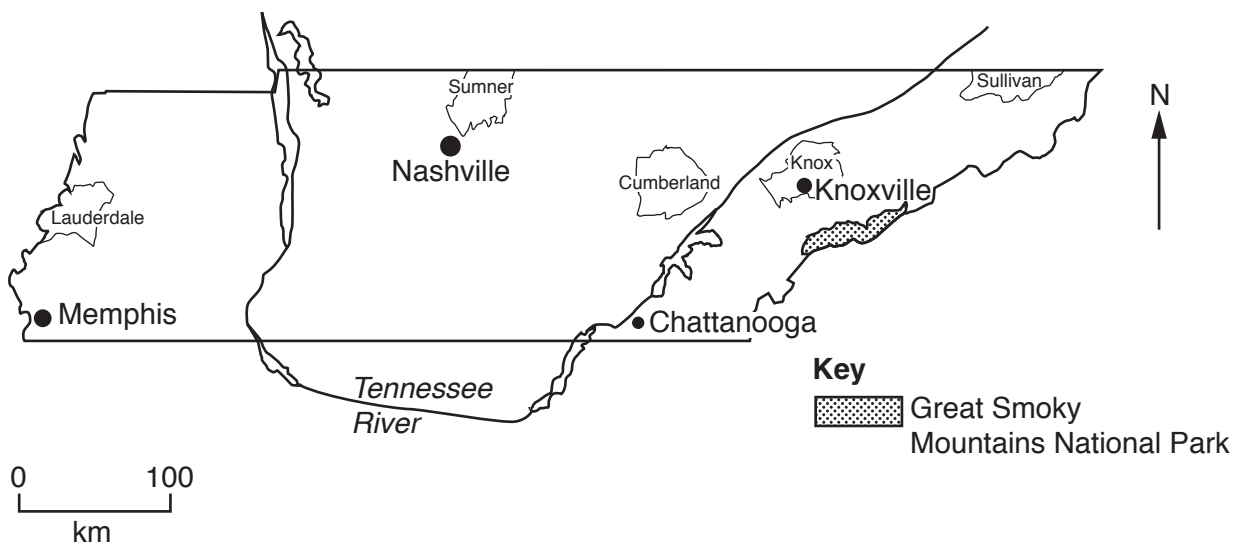 Sumner
Sullivan
N
Nashville
Knox
Cumberland
Knoxville
Lauderdale
Memphis
Chattanooga
Key
Tennessee
River
Great Smoky
Mountains National Park
0 100
km